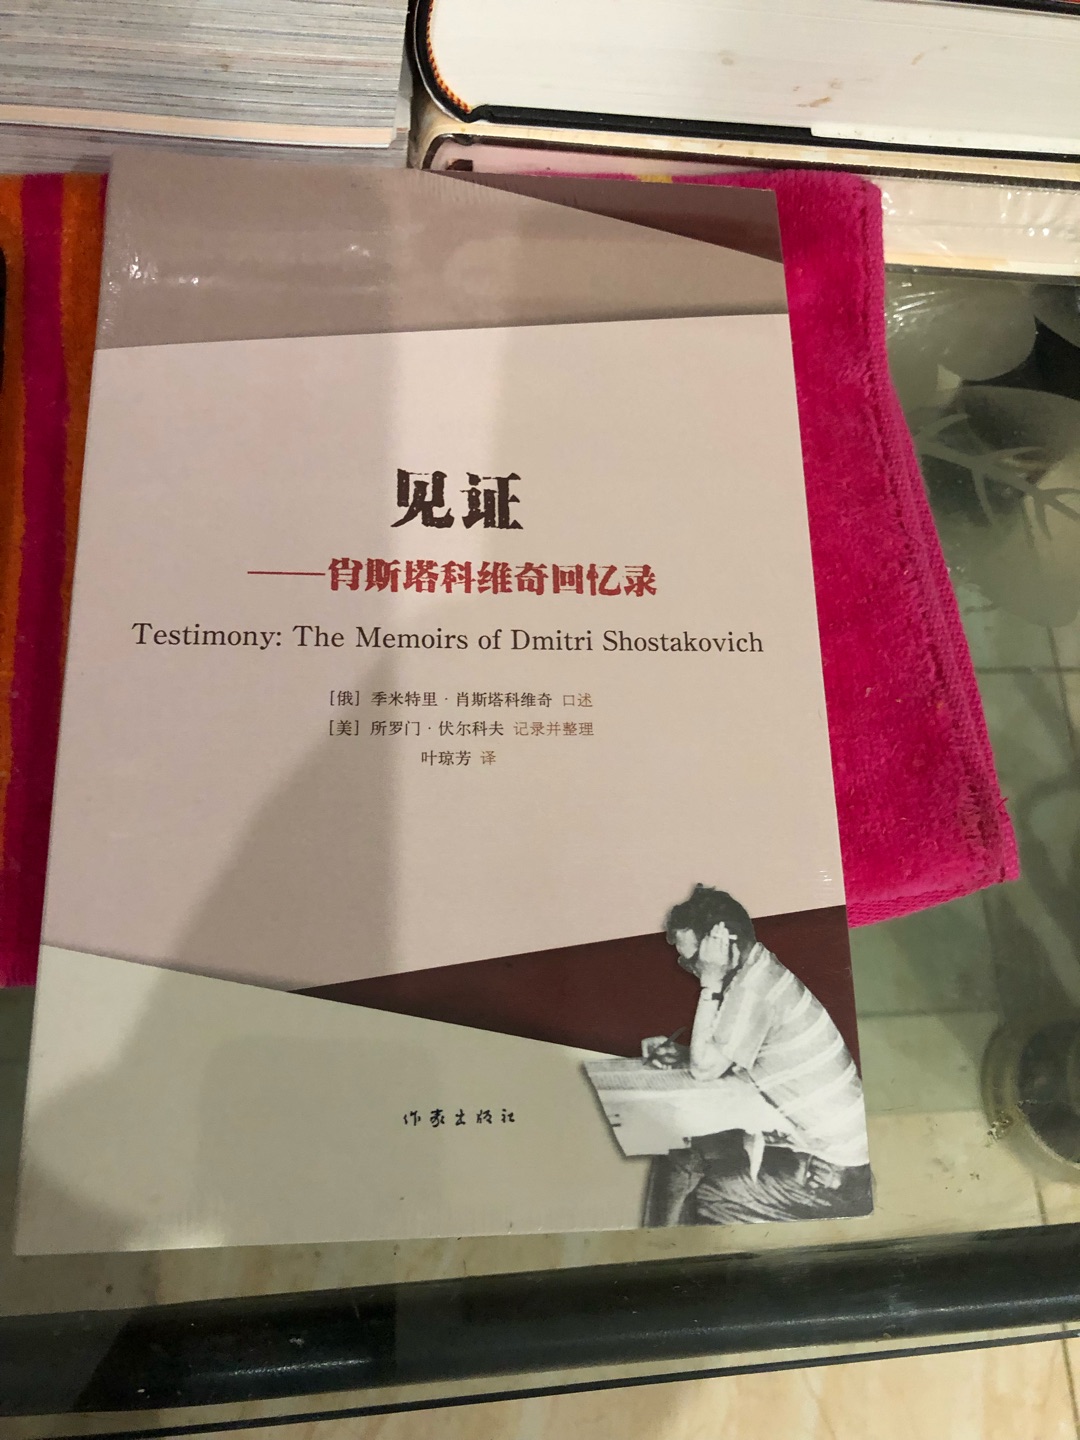 见证
——肖斯塔科维奇回忆录
Testimony: The Memoirs of Dmitri Shostakovich
［俄］季米特里·肖斯塔科维奇 口述
［美］所罗门·伏尔科夫 记录并整理
叶琼芳 译
作家出版社